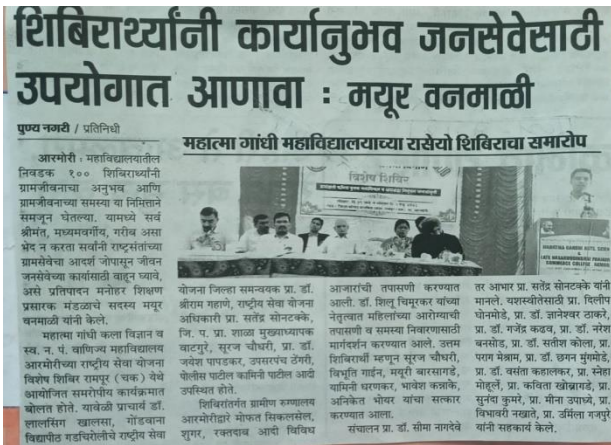 शिबिरार्थ्यांनी कार्यानुभव जनसेवेसाठी
उपयोगात आणावा : मयूर वनमाळी
पुण्य नगरी / प्रतिनिधी
महात्मा गांधी महाविद्यालयाच्या रासेयो शिबिराचा समारोप
आरमोरी : महाविद्यालयातील
निवडक १०० शिबिरार्थ्यांनी
ग्रामजीवनाचा अनुभव आणि
ग्रामजीवनाच्या समस्या या निमित्ताने
समजून घेतल्या. यामध्ये सर्व
श्रीमंत, मध्यमवर्गीय, गरीब असा
भेद न करता सर्वांनी राष्ट्रसंतांच्या
ग्रामसेवेचा आदर्श जोपासून जीवन
जनसेवेच्या कार्यासाठी वाहून घ्यावे,
असे प्रतिपादन मनोहर शिक्षण
प्रसारक मंडळाचे सदस्य मयूर
वनमाळी यांनी केले.
महात्मा गांधी कला विज्ञान व
स्व. न. पं. वाणिज्य महाविद्यालय
आरमोरीच्या राष्ट्रीय सेवा योजना
विशेष शिबिर रामपूर (चक) येथे
आयोजित समारोपीय कार्यक्रमात
बोलत होते. यावेळी प्राचार्य डॉ.
लालसिंग खालसा, गोंडवाना
विद्यापीठ गडचिरोलीचे राष्ट्रीय सेवा
विशेष शिबिर
MAHATMA GANDHI ARTS, SCIENCE
COMMERCE COLLEGE
योजना जिल्हा समन्वयक प्रा. डॉ.
श्रीराम गहाणे, राष्ट्रीय सेवा योजना
अधिकारी प्रा. सतेंद्र सोनटक्के,
जि. प. प्रा. शाळा मुख्याध्यापक
वाटगुरे, सूरज चौधरी, प्रा. डॉ.
जयेश पापडकर, उपसरपंच ठेंगरी,
पोलीस पाटील कामिनी पाटील आदी
उपस्थित होते.
शिबिरांतर्गत ग्रामीण रुग्णालय
आरमोरीद्वारे मोफत सिकलसेल,
शुगर, रक्तदाब आदी विविध
आजारांची तपासणी करण्यात
आली. डॉ. शिलू चिमूरकर यांच्या
नेतृत्वात महिलांच्या आरोग्याची
तपासणी व समस्या निवारणासाठी
मार्गदर्शन करण्यात आले. उत्तम
शिबिरार्थी म्हणून सूरज चौधरी,
विभूति गाईन, मयूरी बारसागडे,
यामिनी घरणकर, भावेश कन्नाके,
अनिकेत भोयर यांचा सत्कार
करण्यात आला.
संचालन प्रा. डॉ. सीमा नागदेवे
तर आभार प्रा. सतेंद्र सोनटक्के यांनी
मानले. यशस्वीतेसाठी प्रा. दिलीप
घोनमोडे, प्रा. डॉ. ज्ञानेश्वर ठाकरे,
प्रा. डॉ. गजेंद्र कढव, प्रा. डॉ. नरेश
बनसोड, प्रा. डॉ. सतीश कोला, प्रा.
पराग मेश्राम, प्रा. डॉ. छगन मुंगमोडे,
प्रा. डॉ. वसंता कहालकर, प्रा. स्नेहा
मोहूर्ले, प्रा. कविता खोब्रागडे, प्रा.
सुनंदा कुमरे, प्रा. मीना उपाध्ये, प्रा.
विभावरी नखाते, प्रा. उर्मिला गजपुरे
यांनी सहकार्य केले.